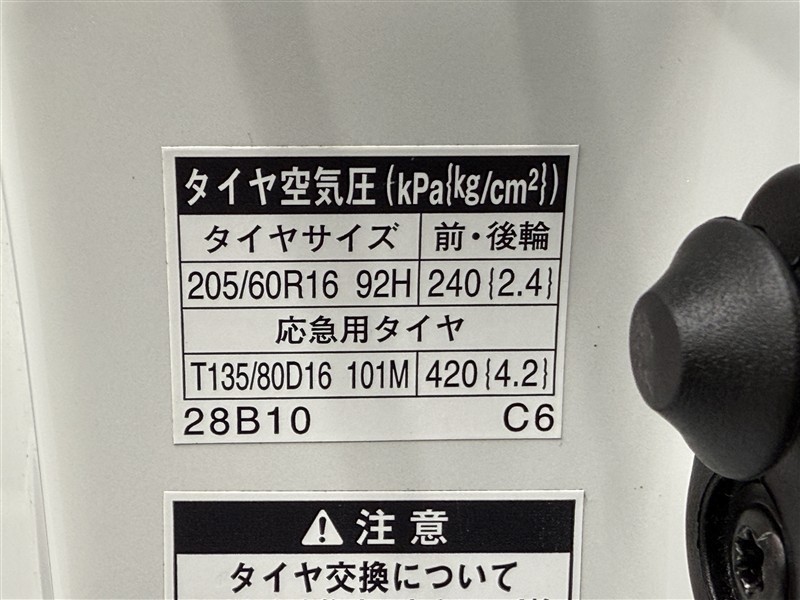 タイヤ空気圧(kPa{kg/cm²})
タイヤサイズ 前・後輪
205/60R16 92H 240{2.4}
応急用タイヤ
T135/80D16 101M 420{4.2}
28B10 C6
⚠注意
タイヤ交換について